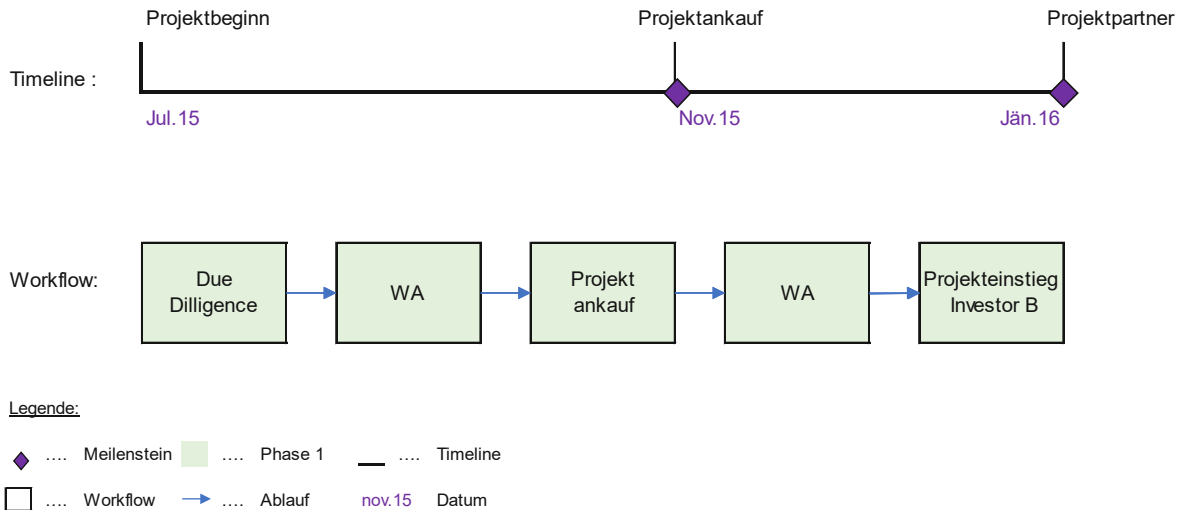 Projektbeginn Projektankauf Projektpartner
Timeline :
Jul.15 Nov.15 Jän.16
Workflow:
Due
Dilligence
WA
Projekt
ankauf
WA
Projekteinstieg
Investor B
Legende:
.... Meilenstein .... Phase 1 .... Timeline
.... Workflow .... Ablauf nov.15 Datum